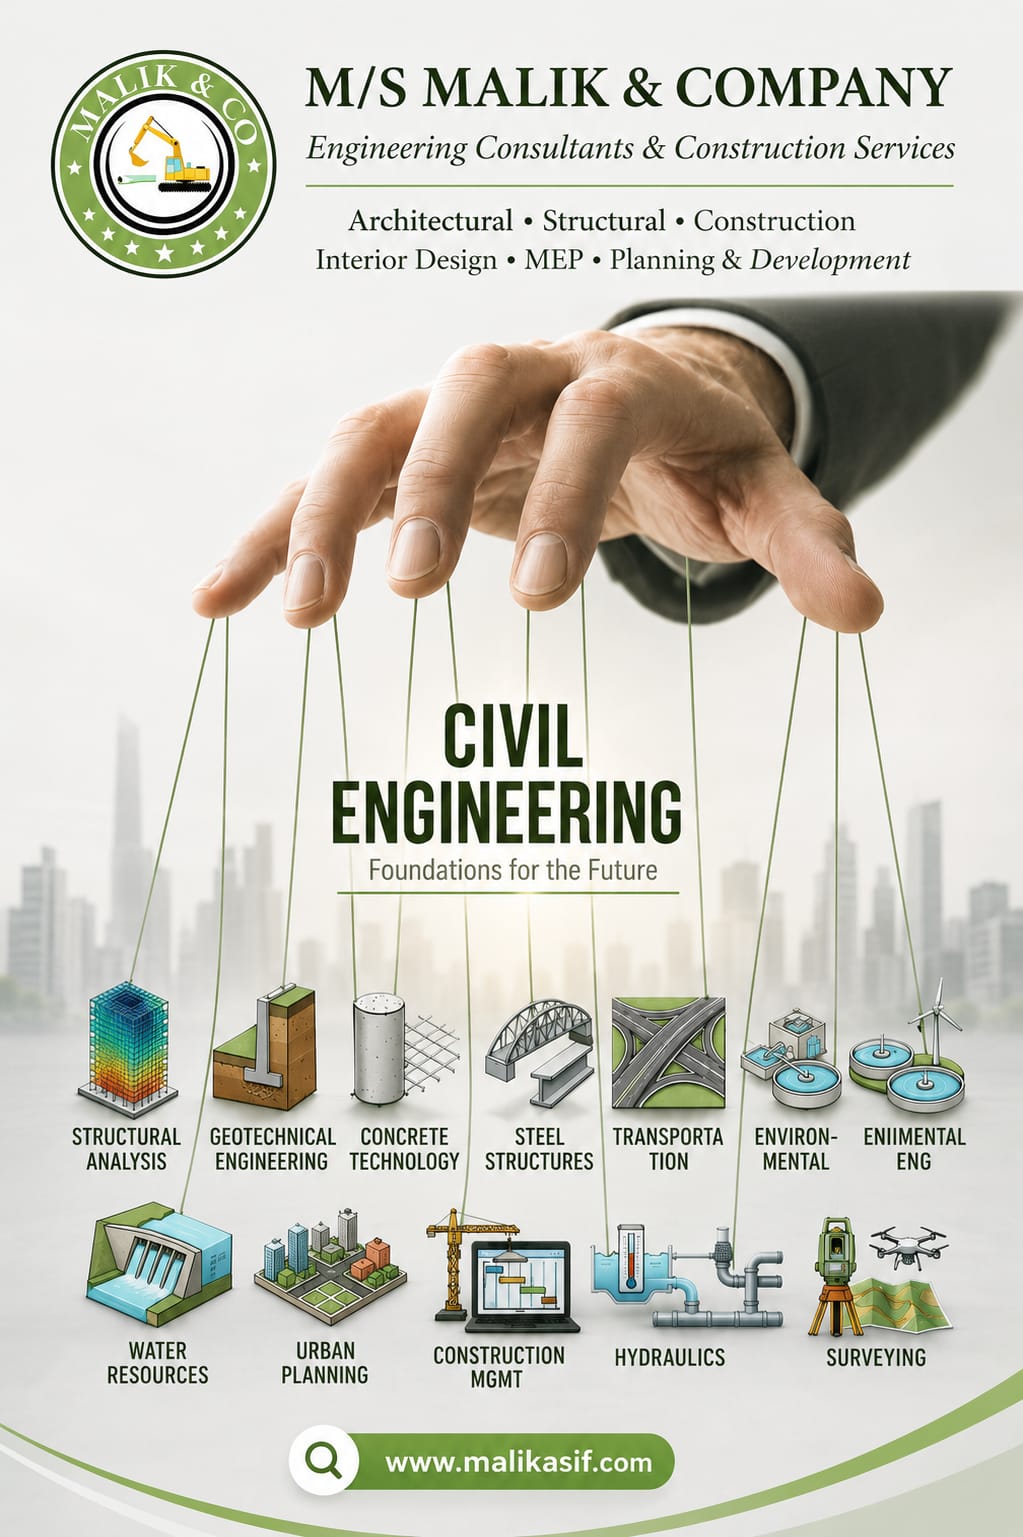 MALIK & CO
M/S MALIK & COMPANY
Engineering Consultants & Construction Services
Architectural • Structural • Construction
Interior Design • MEP • Planning & Development
CIVIL
ENGINEERING
Foundations for the Future
STRUCTURAL
ANALYSIS
GEOTECHNICAL
ENGINEERING
CONCRETE
TECHNOLOGY
STEEL
STRUCTURES
TRANSPORTA
TION
ENVIRON-
MENTAL
ENIIMENTAL
ENG
WATER
RESOURCES
URBAN
PLANNING
CONSTRUCTION
MGMT
HYDRAULICS
SURVEYING
www.malikasif.com